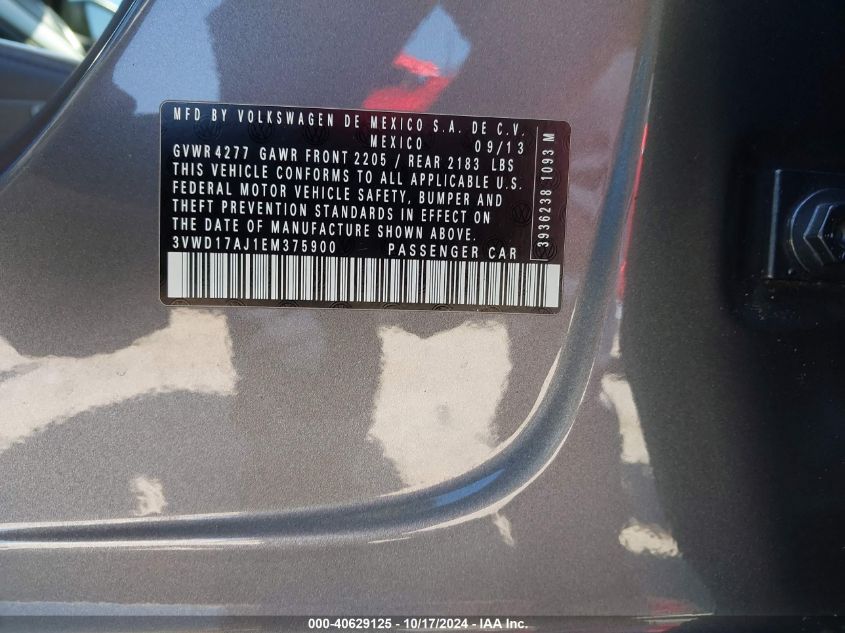 MFD BY VOLKSWAGEN DE MEXICO S.A. DE C.V.
MEXICO 09/13
GVWR 4277 GAWR FRONT 2205 / REAR 2183 LBS
THIS VEHICLE CONFORMS TO ALL APPLICABLE U.S.
FEDERAL MOTOR VEHICLE SAFETY, BUMPER AND
THEFT PREVENTION STANDARDS IN EFFECT ON
THE DATE OF MANUFACTURE SHOWN ABOVE.
3VWD17AJ1EM375900 PASSENGER CAR
3936238 1093 M
000-40629125 - 10/17/2024 - IAA Inc.